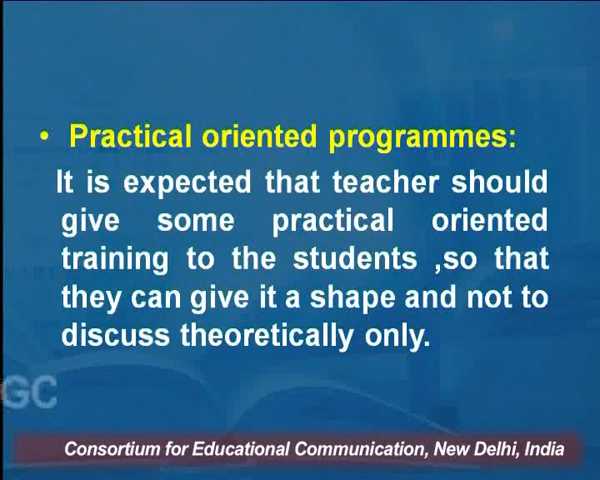 • Practical oriented programmes:
It is expected that teacher should
give some practical oriented
training to the students ,so that
they can give it a shape and not to
discuss theoretically only.
GC
Consortium for Educational Communication, New Delhi, India